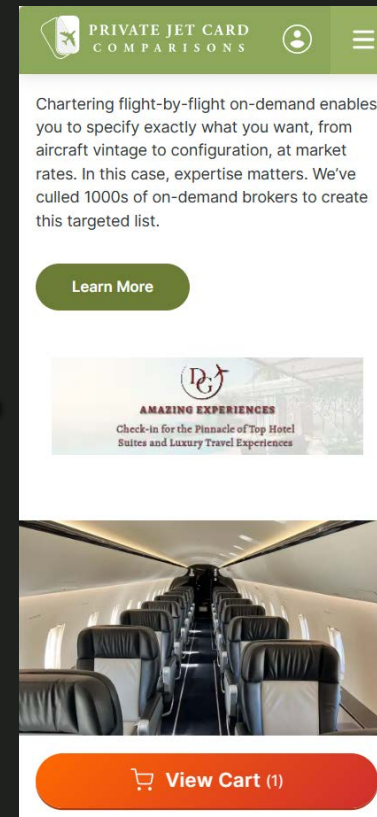 PRIVATE JET CARD
COMPARISONS
Chartering flight-by-flight on-demand enables
you to specify exactly what you want, from
aircraft vintage to configuration, at market
rates. In this case, expertise matters. We’ve
culled 1000s of on-demand brokers to create
this targeted list.
Learn More
DG
AMAZING EXPERIENCES
Check-in for the Pinnacle of Top Hotel
Suites and Luxury Travel Experiences
View Cart (1)